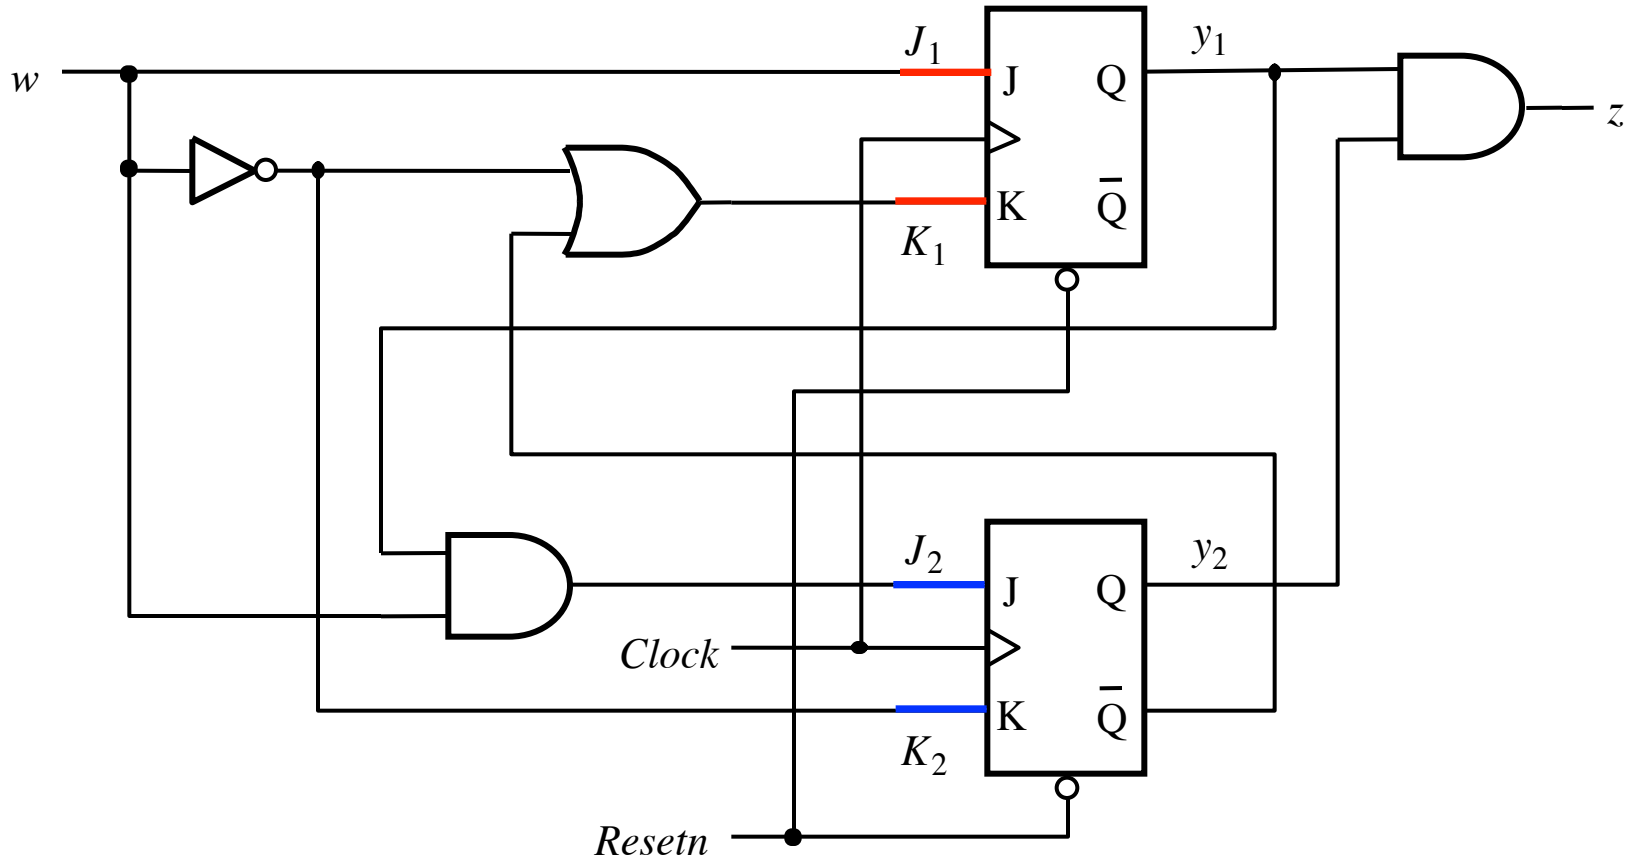 w
J₁
J Q
y₁
z
K Q̅
K₁
J₂
J Q
y₂
Clock
K Q̅
K₂
Resetn